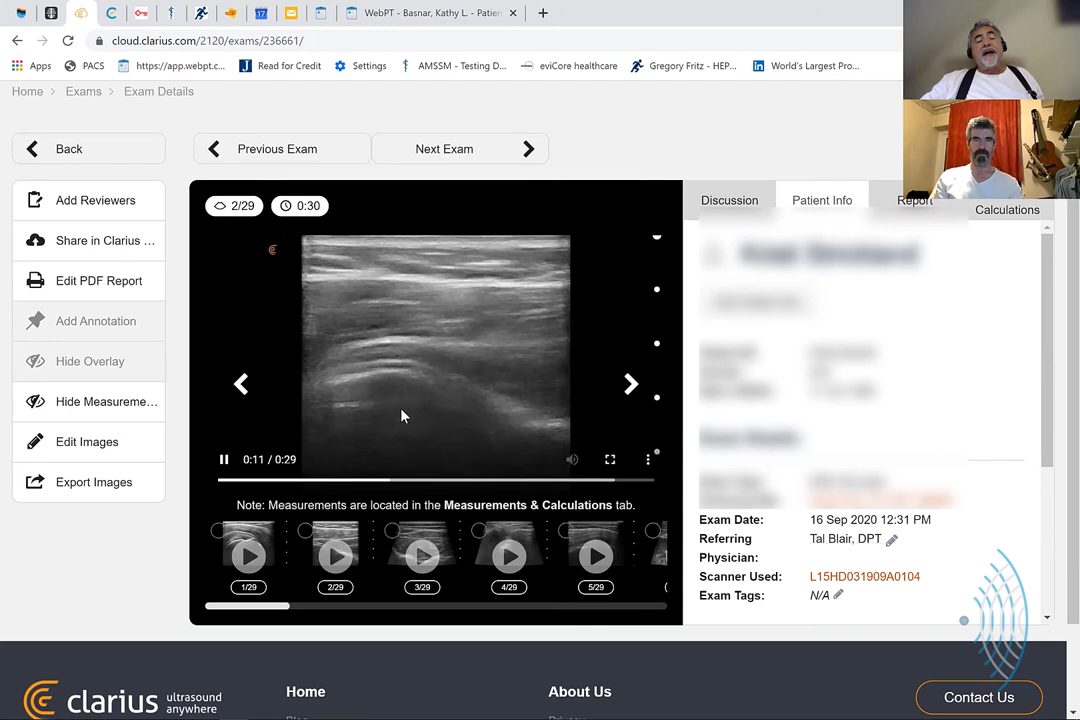 WebPT - Basnar, Kathy L. - Patien
17
cloud.clarius.com/2120/exams/236661/
Apps
PACS
https://app.webpt.c...
Read for Credit
Settings
AMSSM - Testing D...
eviCore healthcare
Gregory Fritz - HEP...
World's Largest Pro...
Home
Exams
Exam Details
Back
Previous Exam
Next Exam
Add Reviewers
Share in Clarius ...
Edit PDF Report
Add Annotation
Hide Overlay
Hide Measureme...
Edit Images
Export Images
2/29
0:30
0:11 / 0:29
Note: Measurements are located in the Measurements & Calculations tab.
1/29
2/29
3/29
4/29
5/29
Discussion
Patient Info
Report
Calculations
Exam Date: 16 Sep 2020 12:31 PM
Referring Physician: Tal Blair, DPT
Scanner Used: L15HD031909A0104
Exam Tags: N/A
clarius ultrasound anywhere
Home
About Us
Contact Us